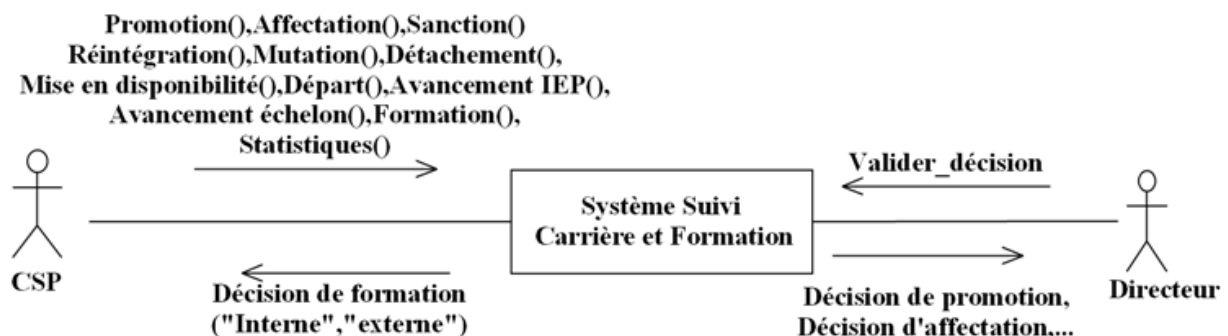 Promotion(),Affectation(),Sanction()
Réintégration(),Mutation(),Détachement(),
Mise en disponibilité(),Départ(),Avancement IEP(),
Avancement échelon(),Formation(),
Statistiques()
Valider_décision
Système Suivi
Carrière et Formation
CSP
Directeur
Décision de formation
("Interne","externe")
Décision de promotion,
Décision d'affectation,...